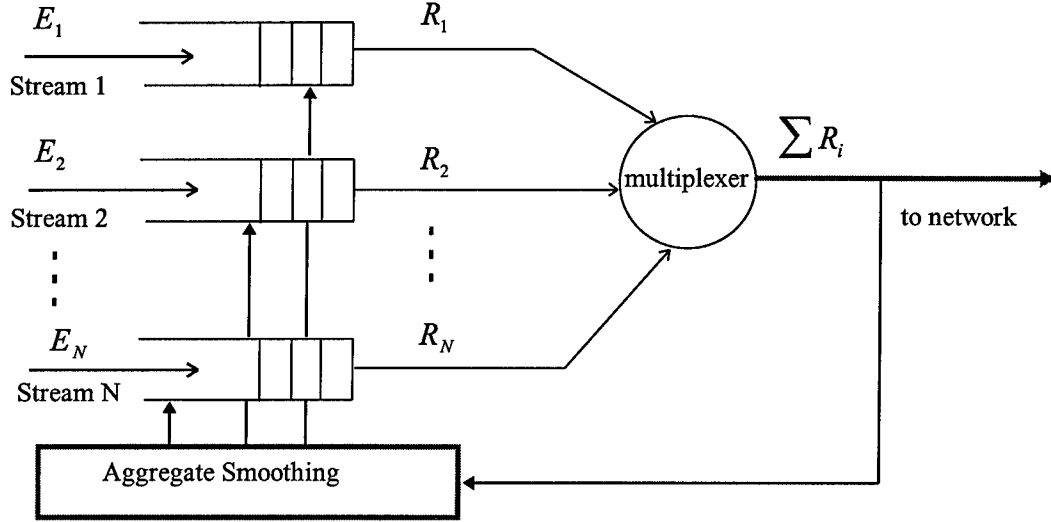 E1
R1
Stream 1
∑ Ri
E2
R2
multiplexer
Stream 2
to network
EN
RN
Stream N
Aggregate Smoothing